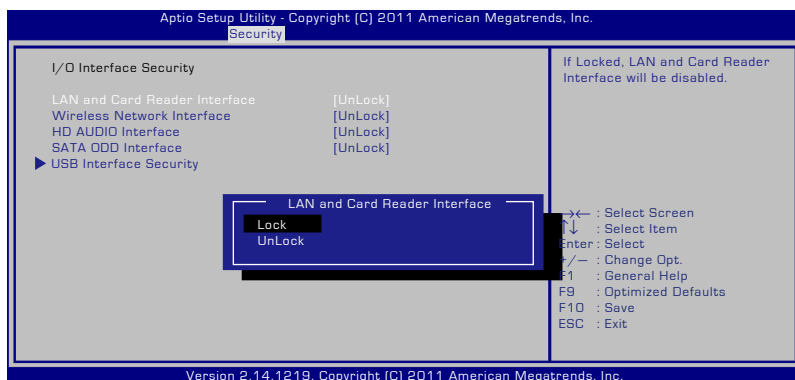 Aptio Setup Utility - Copyright (C) 2011 American Megatrends, Inc.
Security
I/O Interface Security
LAN and Card Reader Interface [UnLock]
Wireless Network Interface [UnLock]
HD AUDIO Interface [UnLock]
SATA ODD Interface [UnLock]
USB Interface Security
If Locked, LAN and Card Reader
Interface will be disabled.
LAN and Card Reader Interface
Lock
UnLock
→← : Select Screen
↑↓ : Select Item
Enter : Select
+/— : Change Opt.
F1 : General Help
F9 : Optimized Defaults
F10 : Save
ESC : Exit
Version 2.14.1219. Copyright (C) 2011 American Megatrends, Inc.